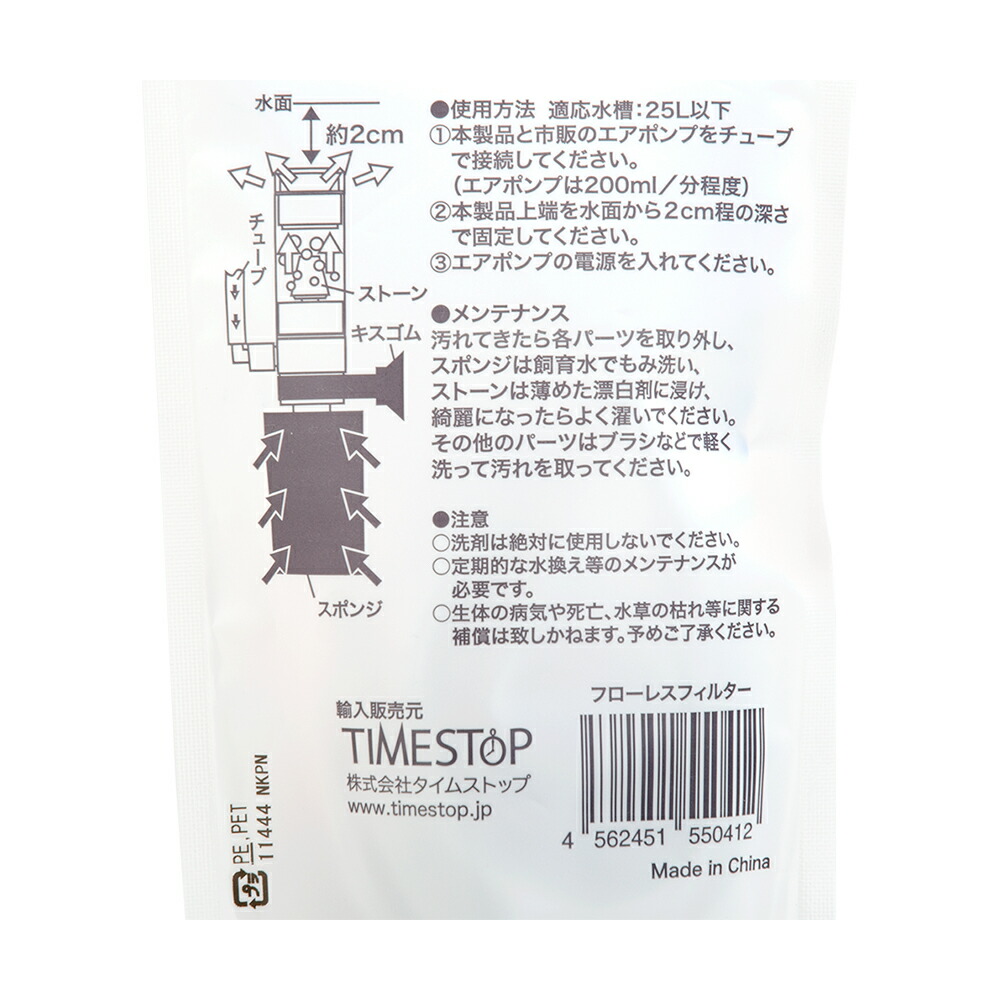 水面
約2cm
チューブ
ストーン
キスゴム
スポンジ
●使用方法 適応水槽:25L以下
①本製品と市販のエアポンプをチューブ
で接続してください。
(エアポンプは200ml/分程度)
②本製品上端を水面から2cm程の深さ
で固定してください。
③エアポンプの電源を入れてください。
●メンテナンス
汚れてきたら各パーツを取り外し、
スポンジは飼育水でもみ洗い、
ストーンは薄めた漂白剤に浸け、
綺麗になったらよく濯いでください。
その他のパーツはブラシなどで軽く
洗って汚れを取ってください。
●注意
○洗剤は絶対に使用しないでください。
○定期的な水換え等のメンテナンスが
必要です。
○生体の病気や死亡、水草の枯れ等に関する
補償は致しかねます。予めご了承ください。
輸入販売元
TIMESTOP
株式会社タイムストップ
www.timestop.jp
フローレスフィルター
4 562451 550412
Made in China
プラ
PE,PET
11444 NKPN